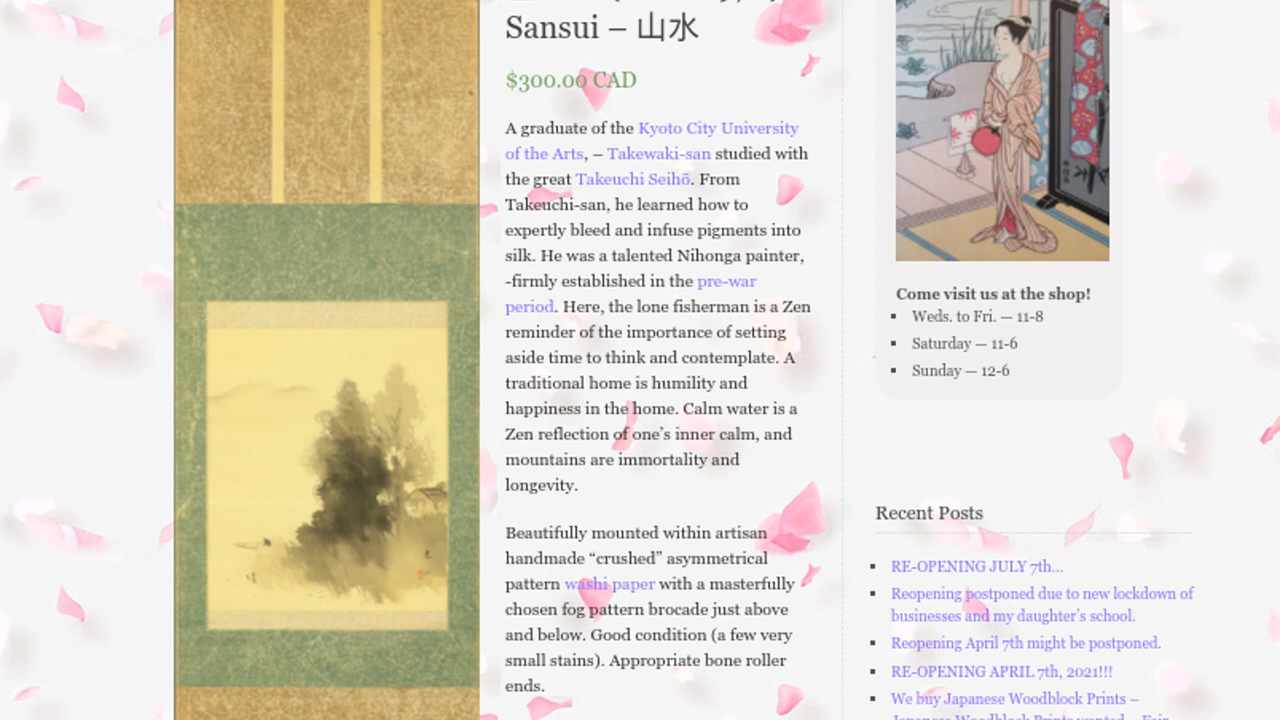 Sansui – 山水
$300.00 CAD
A graduate of the Kyoto City University
of the Arts, – Takewaki-san studied with
the great Takeuchi Seihō. From
Takeuchi-san, he learned how to
expertly bleed and infuse pigments into
silk. He was a talented Nihonga painter,
-firmly established in the pre-war
period. Here, the lone fisherman is a Zen
reminder of the importance of setting
aside time to think and contemplate. A
traditional home is humility and
happiness in the home. Calm water is a
Zen reflection of one’s inner calm, and
mountains are immortality and
longevity.
Beautifully mounted within artisan
handmade “crushed” asymmetrical
pattern washi paper with a masterfully
chosen fog pattern brocade just above
and below. Good condition (a few very
small stains). Appropriate bone roller
ends.
Come visit us at the shop!
Weds. to Fri. — 11-8
Saturday — 11-6
Sunday — 12-6
Recent Posts
RE-OPENING JULY 7th...
Reopening postponed due to new lockdown of
businesses and my daughter’s school.
Reopening April 7th might be postponed.
RE-OPENING APRIL 7th, 2021!!!
We buy Japanese Woodblock Prints –
Japanese Woodblock Prints wanted – Fair